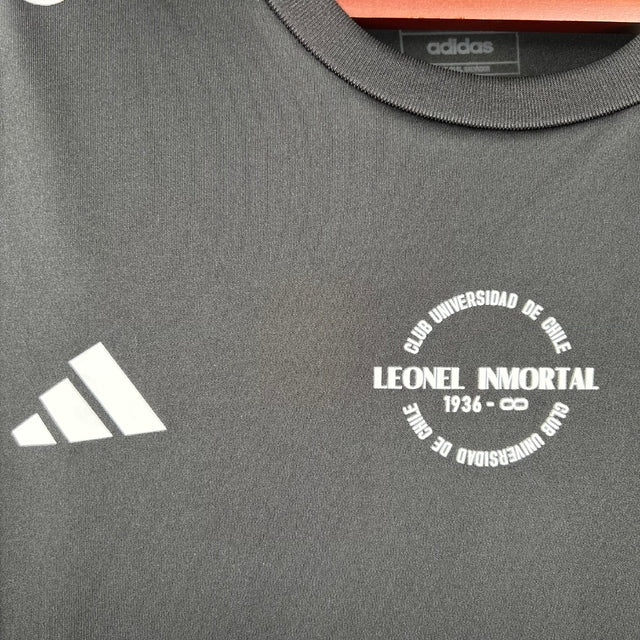 adidas
CLUB UNIVERSIDAD DE CHILE
LEONEL INMORTAL
1936 - ∞
CLUB UNIVERSIDAD DE CHILE